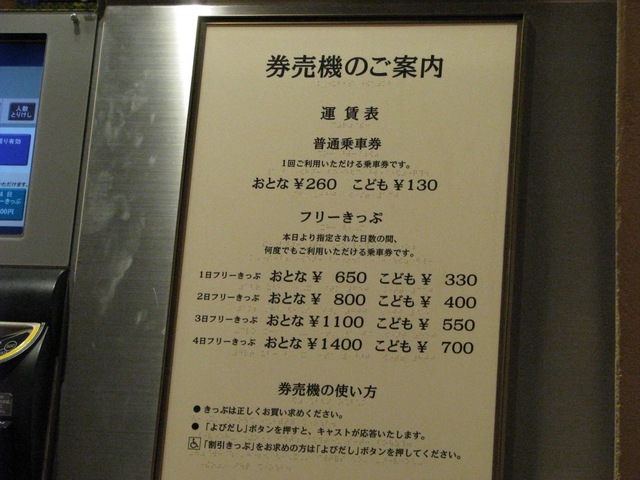 券売機のご案内
運賃表
普通乗車券
1回ご利用いただける乗車券です。
おとな ¥260 こども ¥130
フリーきっぷ
本日より指定された日数の間、
何度でもご利用いただける乗車券です。
1日フリーきっぷ おとな ¥ 650 こども ¥ 330
2日フリーきっぷ おとな ¥ 800 こども ¥ 400
3日フリーきっぷ おとな ¥1100 こども ¥ 550
4日フリーきっぷ おとな ¥1400 こども ¥ 700
券売機の使い方
● きっぷは正しくお買い求めください。
● 「よびだし」ボタンを押すと、キャストが応答いたします。
「割引きっぷ」をお求めの方は「よびだし」ボタンを押してください。
人数
とりけし
有効